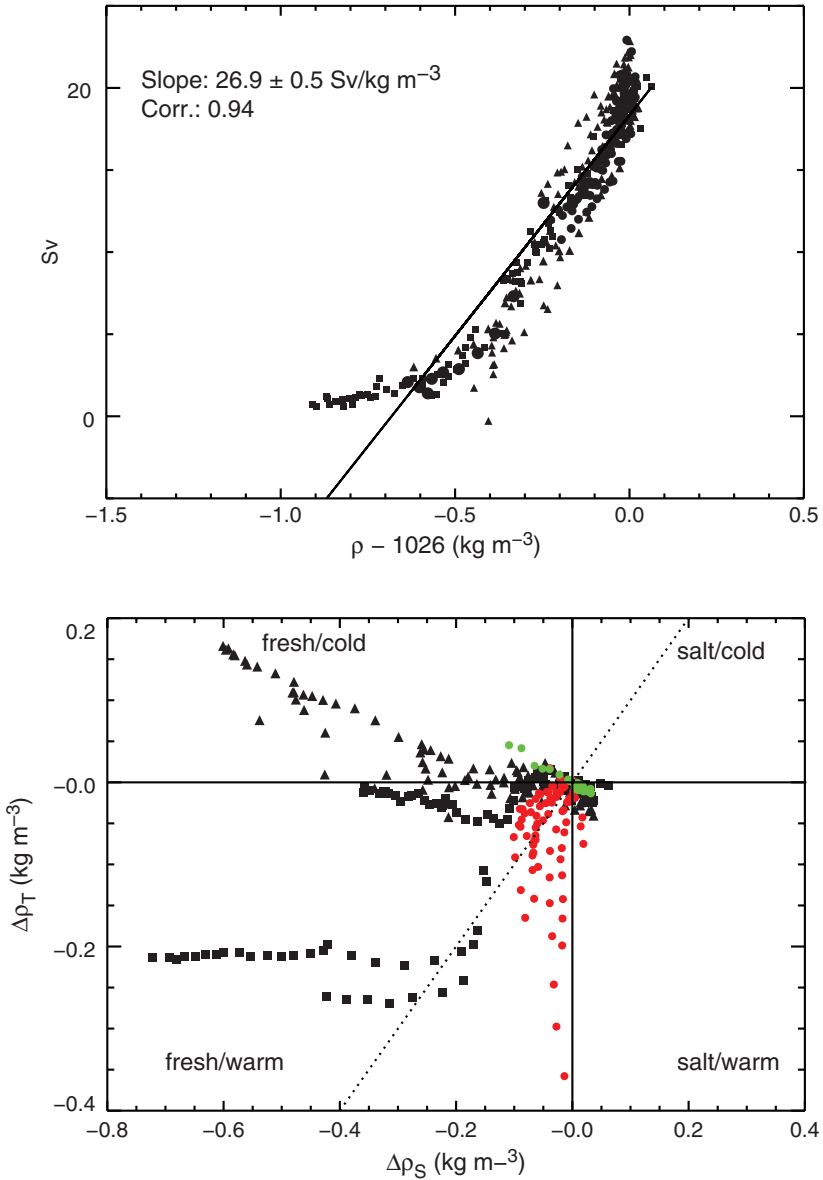 20
Slope: 26.9 ± 0.5 Sv/kg m−3
Corr.: 0.94
Sv
0
−1.5 −1.0 −0.5 0.0 0.5
ρ − 1026 (kg m−3)
0.2
fresh/cold
salt/cold
−0.0
ΔρT (kg m−3)
−0.2
fresh/warm
salt/warm
−0.4
−0.8 −0.6 −0.4 −0.2 −0.0 0.2 0.4
ΔρS (kg m−3)